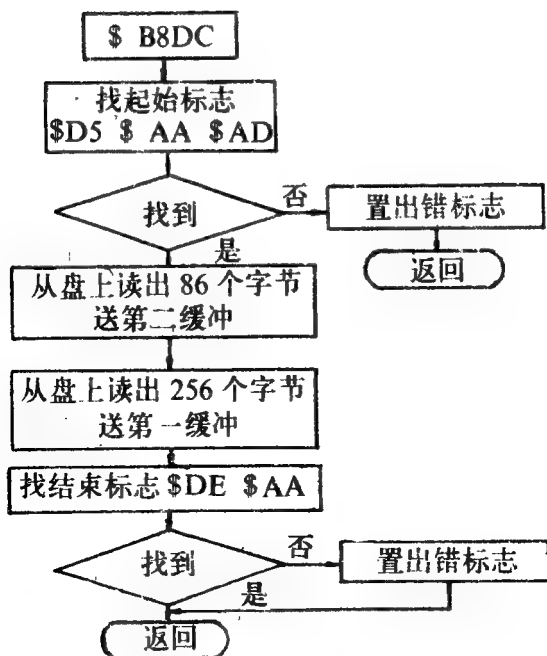 $ B8DC
找起始标志
$D5 $ AA $AD
找到
否
置出错标志
返回
是
从盘上读出 86 个字节
送第二缓冲
从盘上读出 256 个字节
送第一缓冲
找结束标志 $DE $AA
找到
否
置出错标志
是
返回